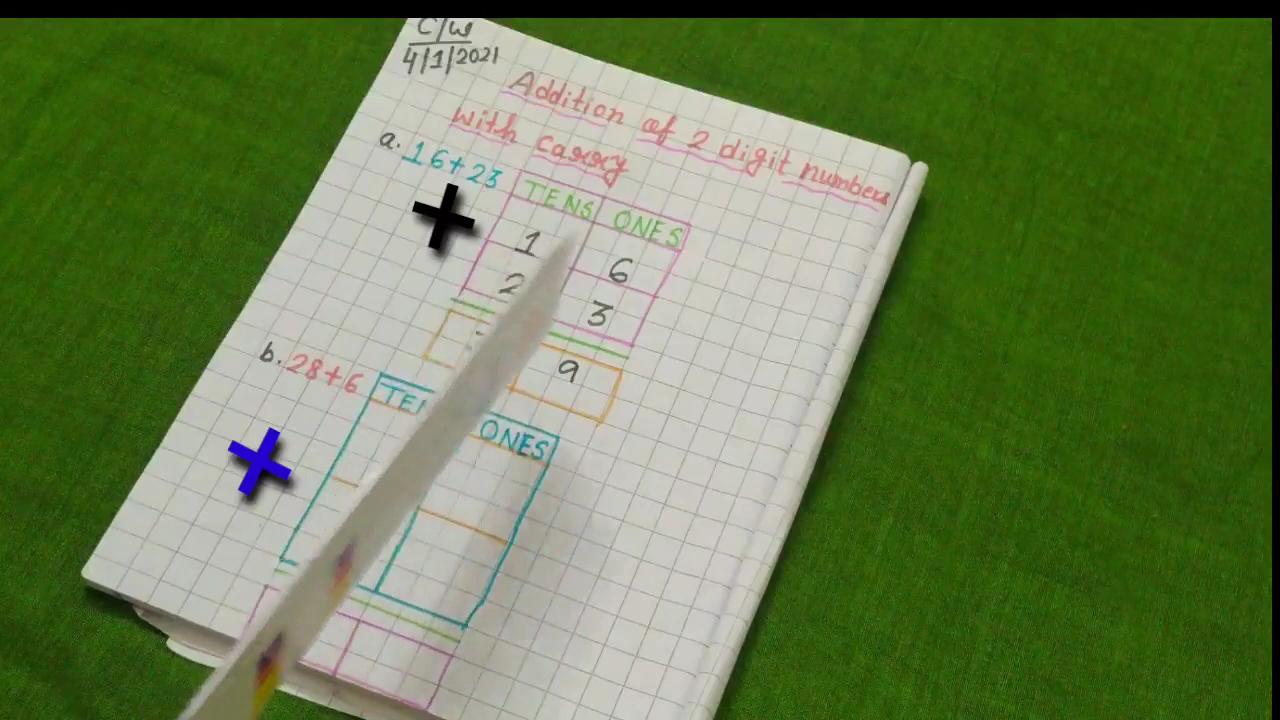 C/W
4/1/2021
Addition of 2 digit numbers
with carry
a. 16+23
TENS ONES
1 6
+ 2 3
9
b. 28+6
TEN ONES
+